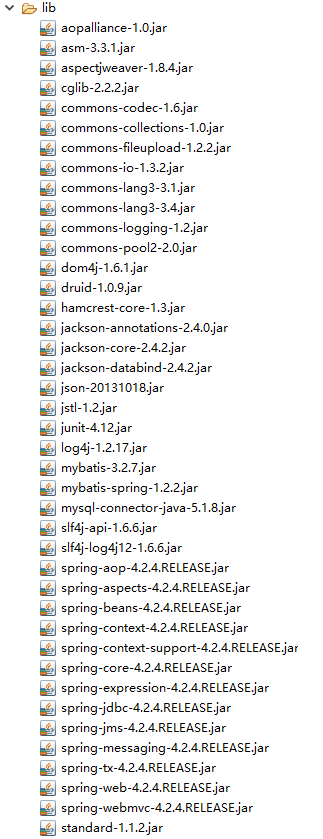 lib
aopalliance-1.0.jar
asm-3.3.1.jar
aspectjweaver-1.8.4.jar
cglib-2.2.2.jar
commons-codec-1.6.jar
commons-collections-1.0.jar
commons-fileupload-1.2.2.jar
commons-io-1.3.2.jar
commons-lang3-3.1.jar
commons-lang3-3.4.jar
commons-logging-1.2.jar
commons-pool2-2.0.jar
dom4j-1.6.1.jar
druid-1.0.9.jar
hamcrest-core-1.3.jar
jackson-annotations-2.4.0.jar
jackson-core-2.4.2.jar
jackson-databind-2.4.2.jar
json-20131018.jar
jstl-1.2.jar
junit-4.12.jar
log4j-1.2.17.jar
mybatis-3.2.7.jar
mybatis-spring-1.2.2.jar
mysql-connector-java-5.1.8.jar
slf4j-api-1.6.6.jar
slf4j-log4j12-1.6.6.jar
spring-aop-4.2.4.RELEASE.jar
spring-aspects-4.2.4.RELEASE.jar
spring-beans-4.2.4.RELEASE.jar
spring-context-4.2.4.RELEASE.jar
spring-context-support-4.2.4.RELEASE.jar
spring-core-4.2.4.RELEASE.jar
spring-expression-4.2.4.RELEASE.jar
spring-jdbc-4.2.4.RELEASE.jar
spring-jms-4.2.4.RELEASE.jar
spring-messaging-4.2.4.RELEASE.jar
spring-tx-4.2.4.RELEASE.jar
spring-web-4.2.4.RELEASE.jar
spring-webmvc-4.2.4.RELEASE.jar
standard-1.1.2.jar